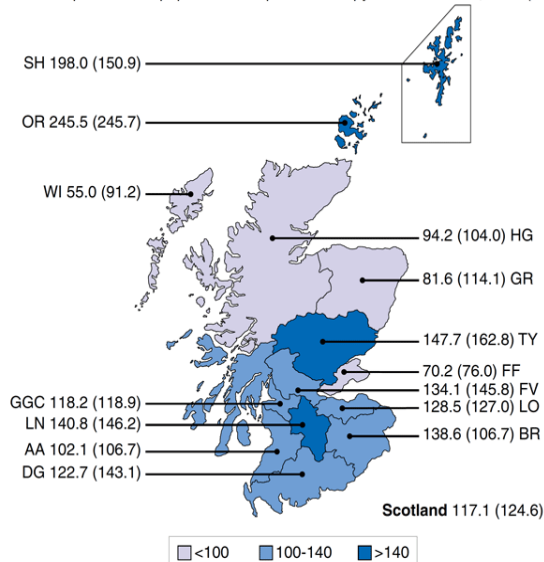 SH 198.0 (150.9)
OR 245.5 (245.7)
WI 55.0 (91.2)
94.2 (104.0) HG
81.6 (114.1) GR
147.7 (162.8) TY
70.2 (76.0) FF
134.1 (145.8) FV
GGC 118.2 (118.9)
128.5 (127.0) LO
LN 140.8 (146.2)
138.6 (106.7) BR
AA 102.1 (106.7)
DG 122.7 (143.1)
Scotland 117.1 (124.6)
<100 100-140 >140